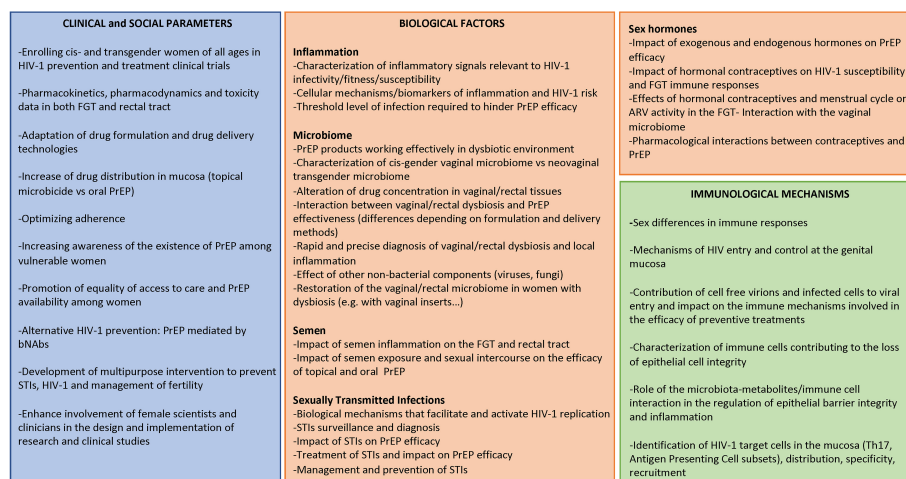 CLINICAL and SOCIAL PARAMETERS
-Enrolling cis- and transgender women of all ages in
HIV-1 prevention and treatment clinical trials
-Pharmacokinetics, pharmacodynamics and toxicity
data in both FGT and rectal tract
-Adaptation of drug formulation and drug delivery
technologies
-Increase of drug distribution in mucosa (topical
microbicide vs oral PrEP)
-Optimizing adherence
-Increasing awareness of the existence of PrEP among
vulnerable women
-Promotion of equality of access to care and PrEP
availability among women
-Alternative HIV-1 prevention: PrEP mediated by
bNAbs
-Development of multipurpose intervention to prevent
STIs, HIV-1 and management of fertility
-Enhance involvement of female scientists and
clinicians in the design and implementation of
research and clinical studies
BIOLOGICAL FACTORS
Inflammation
-Characterization of inflammatory signals relevant to HIV-1
infectivity/fitness/susceptibility
-Cellular mechanisms/biomarkers of inflammation and HIV risk
-Threshold level of infection required to hinder PrEP efficacy
Microbiome
-PrEP products working effectively in dysbiotic environment
-Characterization of cis-gender vaginal microbiome vs neovaginal
transgender microbiome
-Alteration of drug concentration in vaginal/rectal tissues
-Interaction between vaginal/rectal dysbiosis and PrEP
effectiveness (differences depending on formulation and delivery
methods)
-Rapid and precise diagnosis of vaginal/rectal dysbiosis and local
inflammation
-Effect of other non-bacterial components (viruses, fungi)
-Restoration of the vaginal/rectal microbiome in women with
dysbiosis (e.g. with vaginal inserts...)
Semen
-Impact of semen inflammation on the FGT and rectal tract
-Impact of semen exposure and sexual intercourse on the efficacy
of topical and oral PrEP
Sexually Transmitted Infections
-Biological mechanisms that facilitate and activate HIV-1 replication
-STIs surveillance and diagnosis
-Impact of STIs on PrEP efficacy
-Treatment of STIs and impact on PrEP efficacy
-Management and prevention of STIs
Sex hormones
-Impact of exogenous and endogenous hormones on PrEP
efficacy
-Impact of hormonal contraceptives on HIV-1 susceptibility
and FGT immune responses
-Effects of hormonal contraceptives and menstrual cycle on
ARV activity in the FGT- Interaction with the vaginal
microbiome
-Pharmacological interactions between contraceptives and
PrEP
IMMUNOLOGICAL MECHANISMS
-Sex differences in immune responses
-Mechanisms of HIV entry and control at the genital
mucosa
-Contribution of cell free virions and infected cells to viral
entry and impact on the immune mechanisms involved in
the efficacy of preventive treatments
-Characterization of immune cells contributing to the loss
of epithelial cell integrity
-Role of the microbiota-metabolites/immune cell
interaction in the regulation of epithelial barrier integrity
and inflammation
-Identification of HIV-1 target cells in the mucosa (Th17,
Antigen Presenting Cell subsets), distribution, specificity,
recruitment